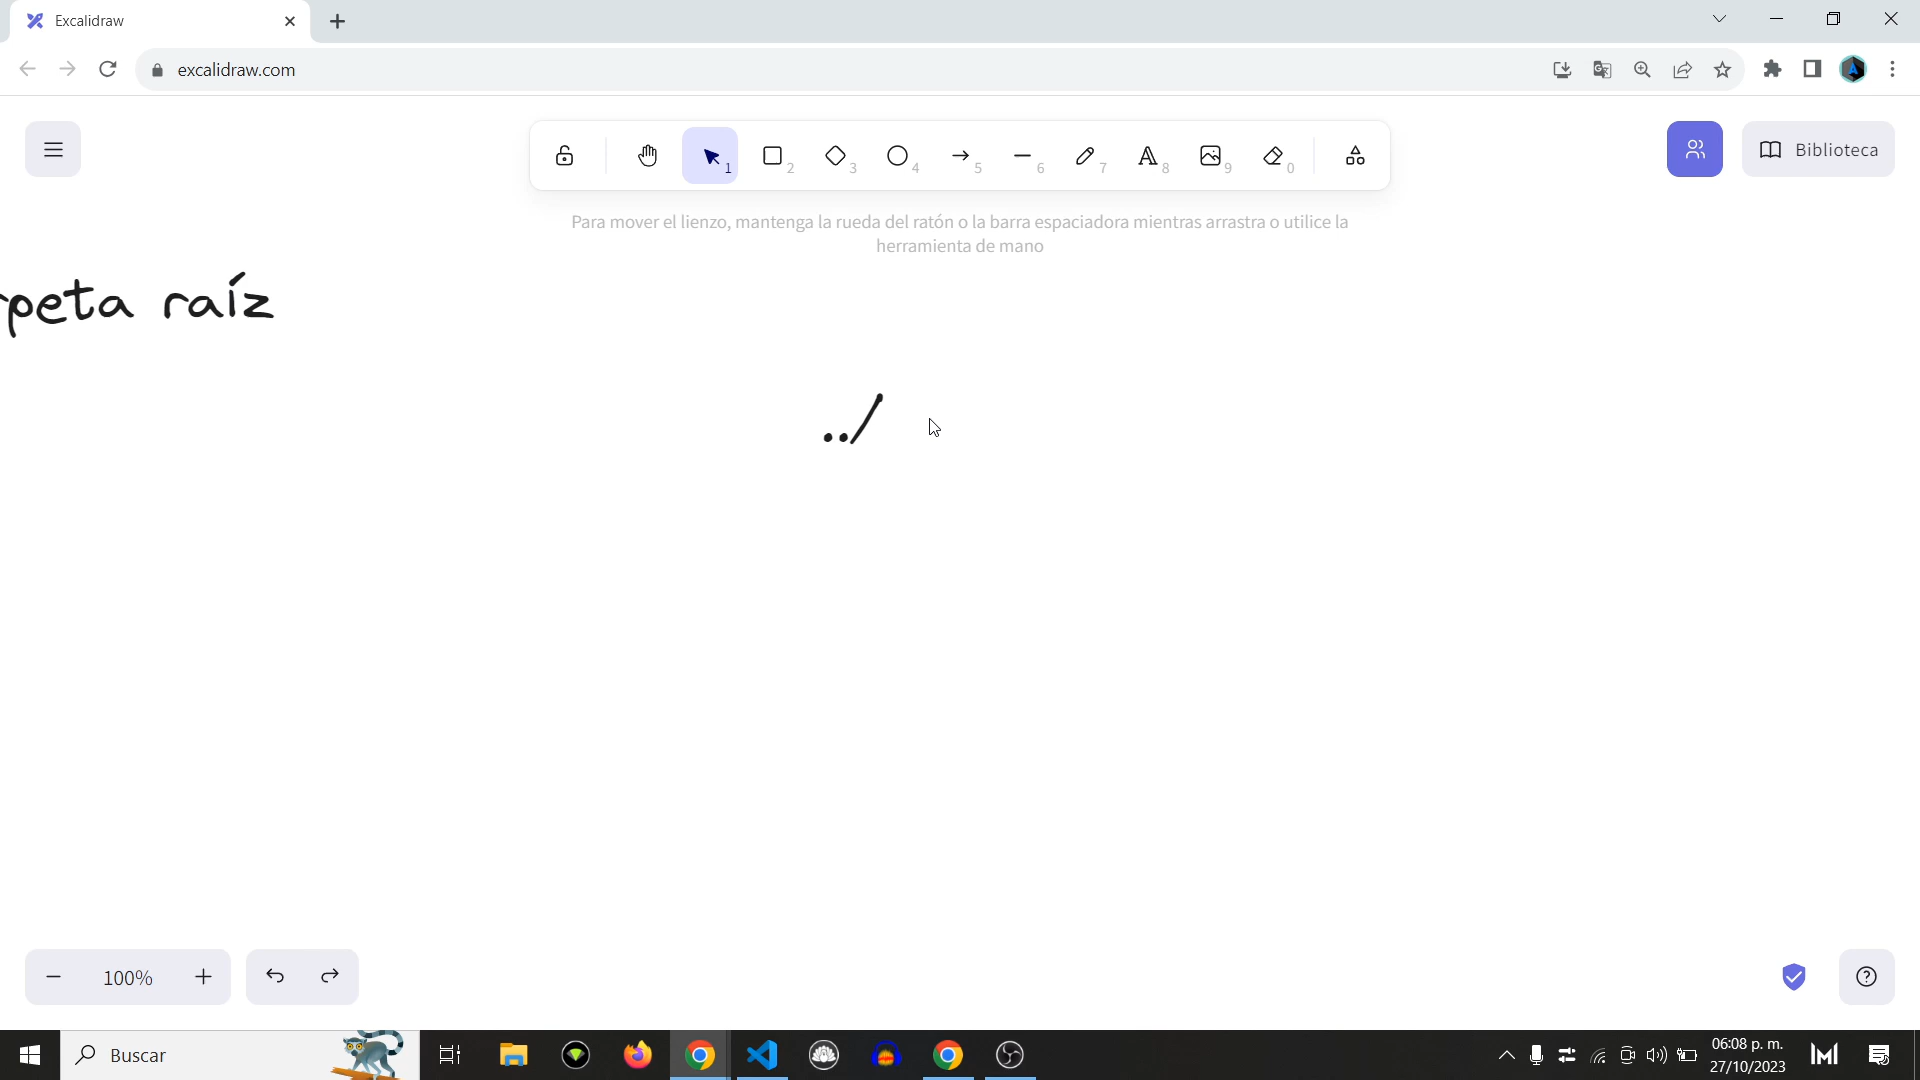 Excalidraw
excalidraw.com
1
2
3
4
5
6
7
8
9
0
Biblioteca
Para mover el lienzo, mantenga la rueda del ratón o la barra espaciadora mientras arrastra o utilice la
herramienta de mano
peta raíz
../
100%
Buscar
06:08 p. m.
27/10/2023